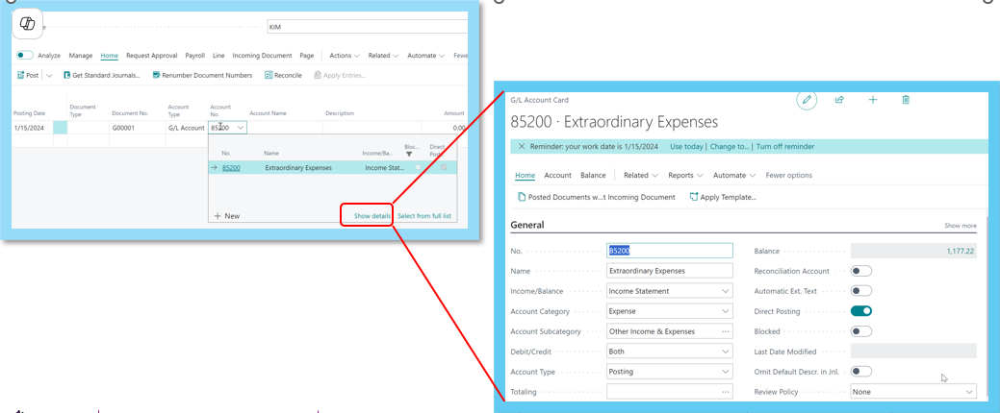 KIM
Analyze Manage Home Request Approval Payroll Line Incoming Document Page Actions Related Automate Fewe
Post Get Standard Journals... Renumber Document Numbers Reconcile Apply Entries...
Posting Date Document Type Document No. Account Type Account No. Account Name Description Amount
1/15/2024 G00001 G/L Account 85200 0.00
No. Name Income/Ba... Bloc... Direct Posti
85200 Extraordinary Expenses Income Stat...
+ New Show details Select from full list
G/L Account Card
85200 · Extraordinary Expenses
Reminder: your work date is 1/15/2024 Use today | Change to... | Turn off reminder
Home Account Balance Related Reports Automate Fewer options
Posted Documents w...t Incoming Document Apply Template...
General Show more
No. 85200 Balance 1,177.22
Name Extraordinary Expenses Reconciliation Account
Income/Balance Income Statement Automatic Ext. Text
Account Category Expense Direct Posting
Account Subcategory Other Income & Expenses Blocked
Debit/Credit Both Last Date Modified
Account Type Posting Omit Default Descr. in Jnl.
Totaling Review Policy None